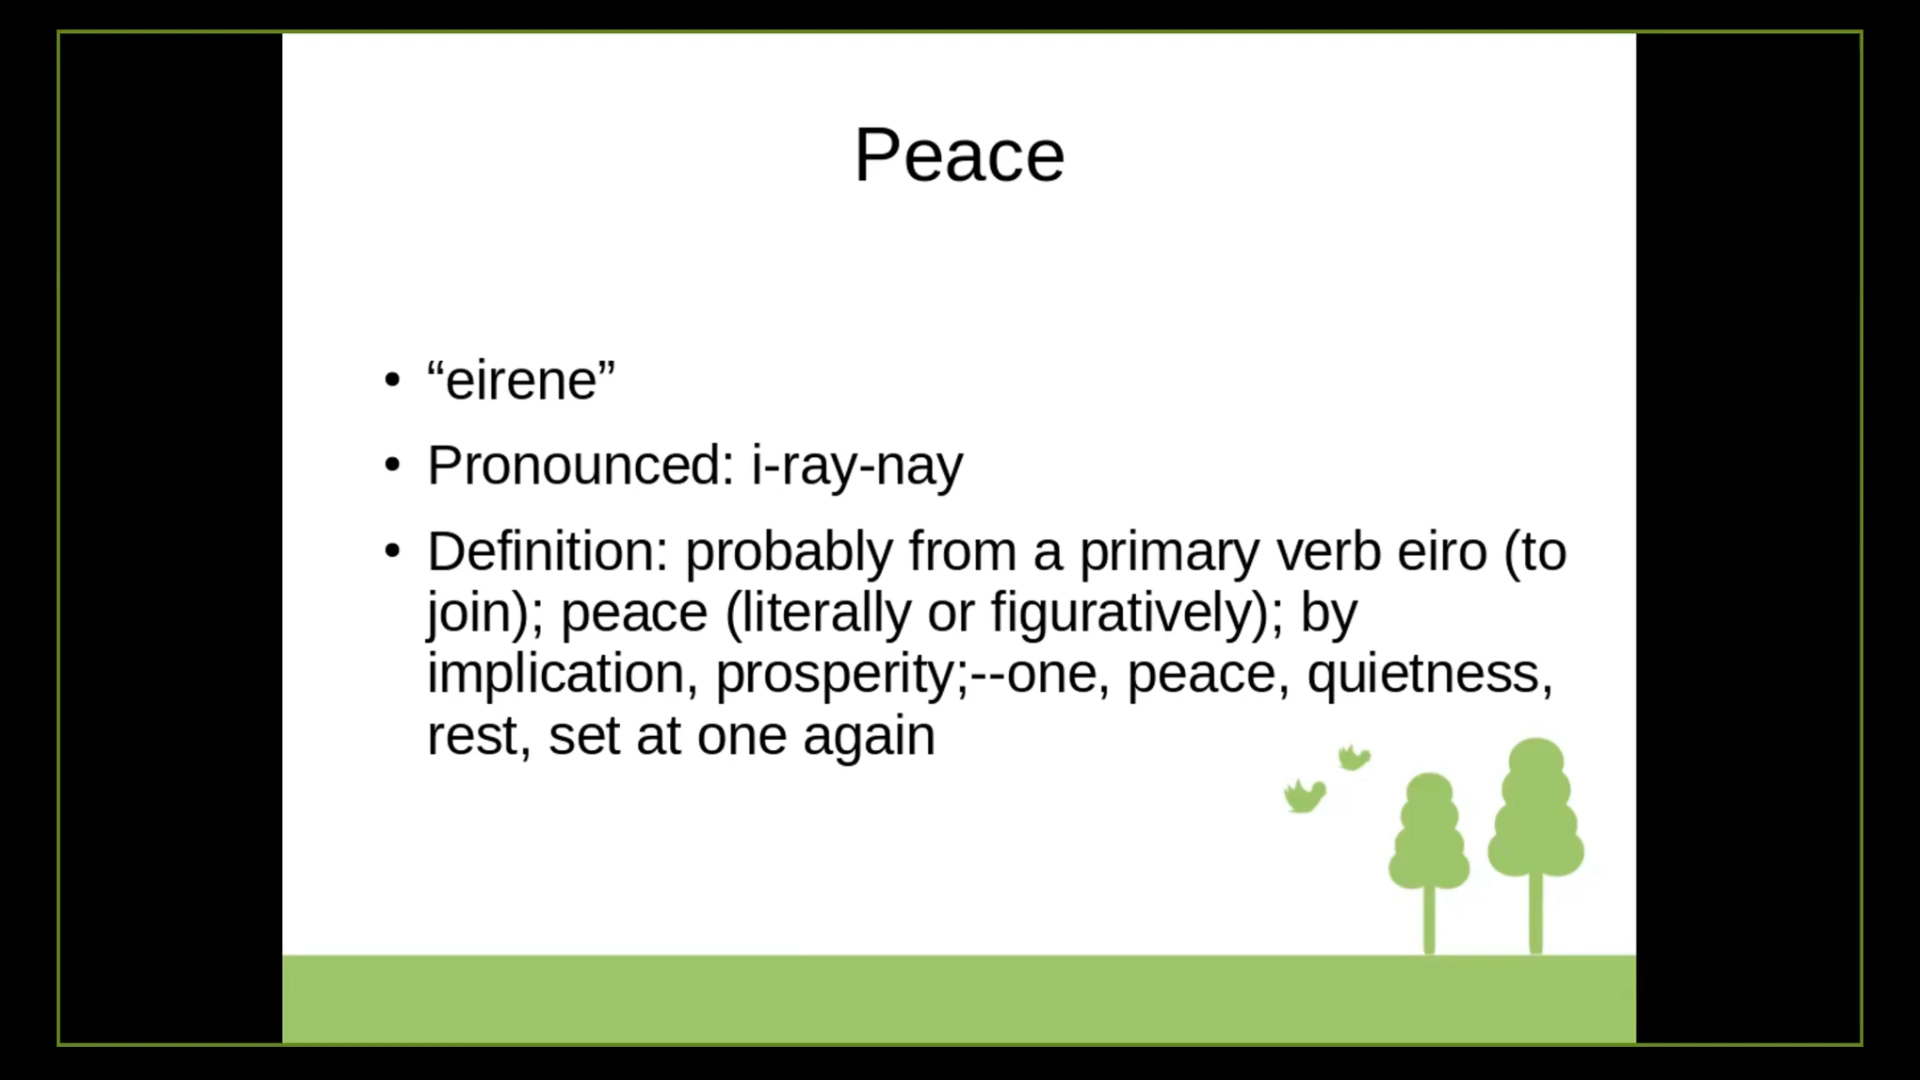 Peace
• “eirene”
• Pronounced: i-ray-nay
• Definition: probably from a primary verb eiro (to
join); peace (literally or figuratively); by
implication, prosperity;--one, peace, quietness,
rest, set at one again